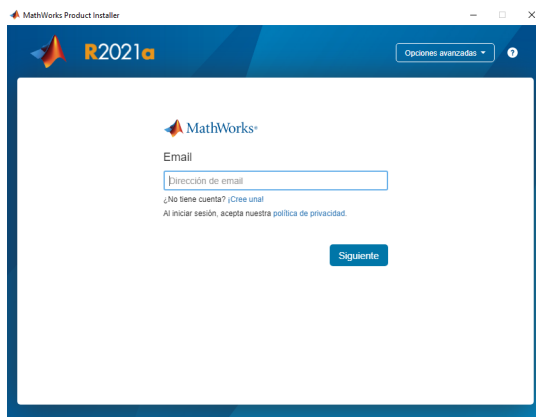 MathWorks Product Installer
R2021a
Opciones avanzadas
?
MathWorks®
Email
Dirección de email
¿No tiene cuenta? ¡Cree una!
Al iniciar sesión, acepta nuestra política de privacidad.
Siguiente